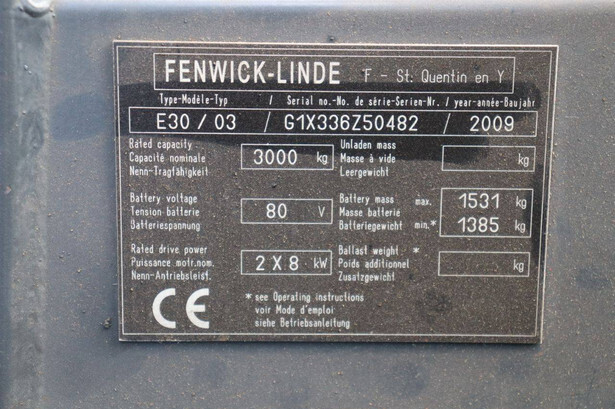 FENWICK-LINDE F - St. Quentin en Y
Type-Modèle-Typ / Serial no.-No. de série-Serien-Nr. / year-année-Baujahr
E30 / 03 / G1X336Z50482 / 2009
Rated capacity
Capacité nominale
Nenn-Tragfähigkeit
3000 kg
Unladen mass
Masse à vide
Leergewicht
kg
Battery voltage
Tension batterie
Batteriespannung
80 V
Battery mass max. 1531 kg
Masse batterie
Batteriegewicht min.* 1385 kg
Rated drive power
Puissance motr.nom.
Nenn-Antriebsleist.
2 X 8 kW
Ballast weight *
Poids additionnel
Zusatzgewicht
kg
CE
* see Operating instructions
voir Mode d'emploi
siehe Betriebsanleitung